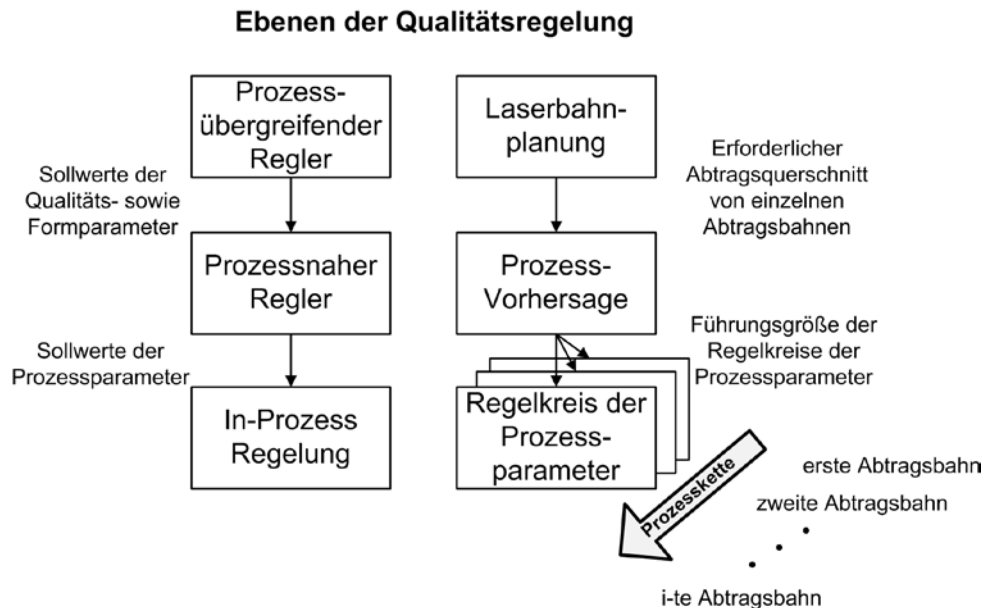 Ebenen der Qualitätsregelung
Prozess-
übergreifender
Regler
Sollwerte der
Qualitäts- sowie
Formparameter
Prozessnaher
Regler
Sollwerte der
Prozessparameter
In-Prozess
Regelung
Laserbahn-
planung
Erforderlicher
Abtragsquerschnitt
von einzelnen
Abtragsbahnen
Prozess-
Vorhersage
Führungsgröße der
Regelkreise der
Prozessparameter
Regelkreis der
Prozess-
parameter
Prozesskette
erste Abtragsbahn
zweite Abtragsbahn
i-te Abtragsbahn